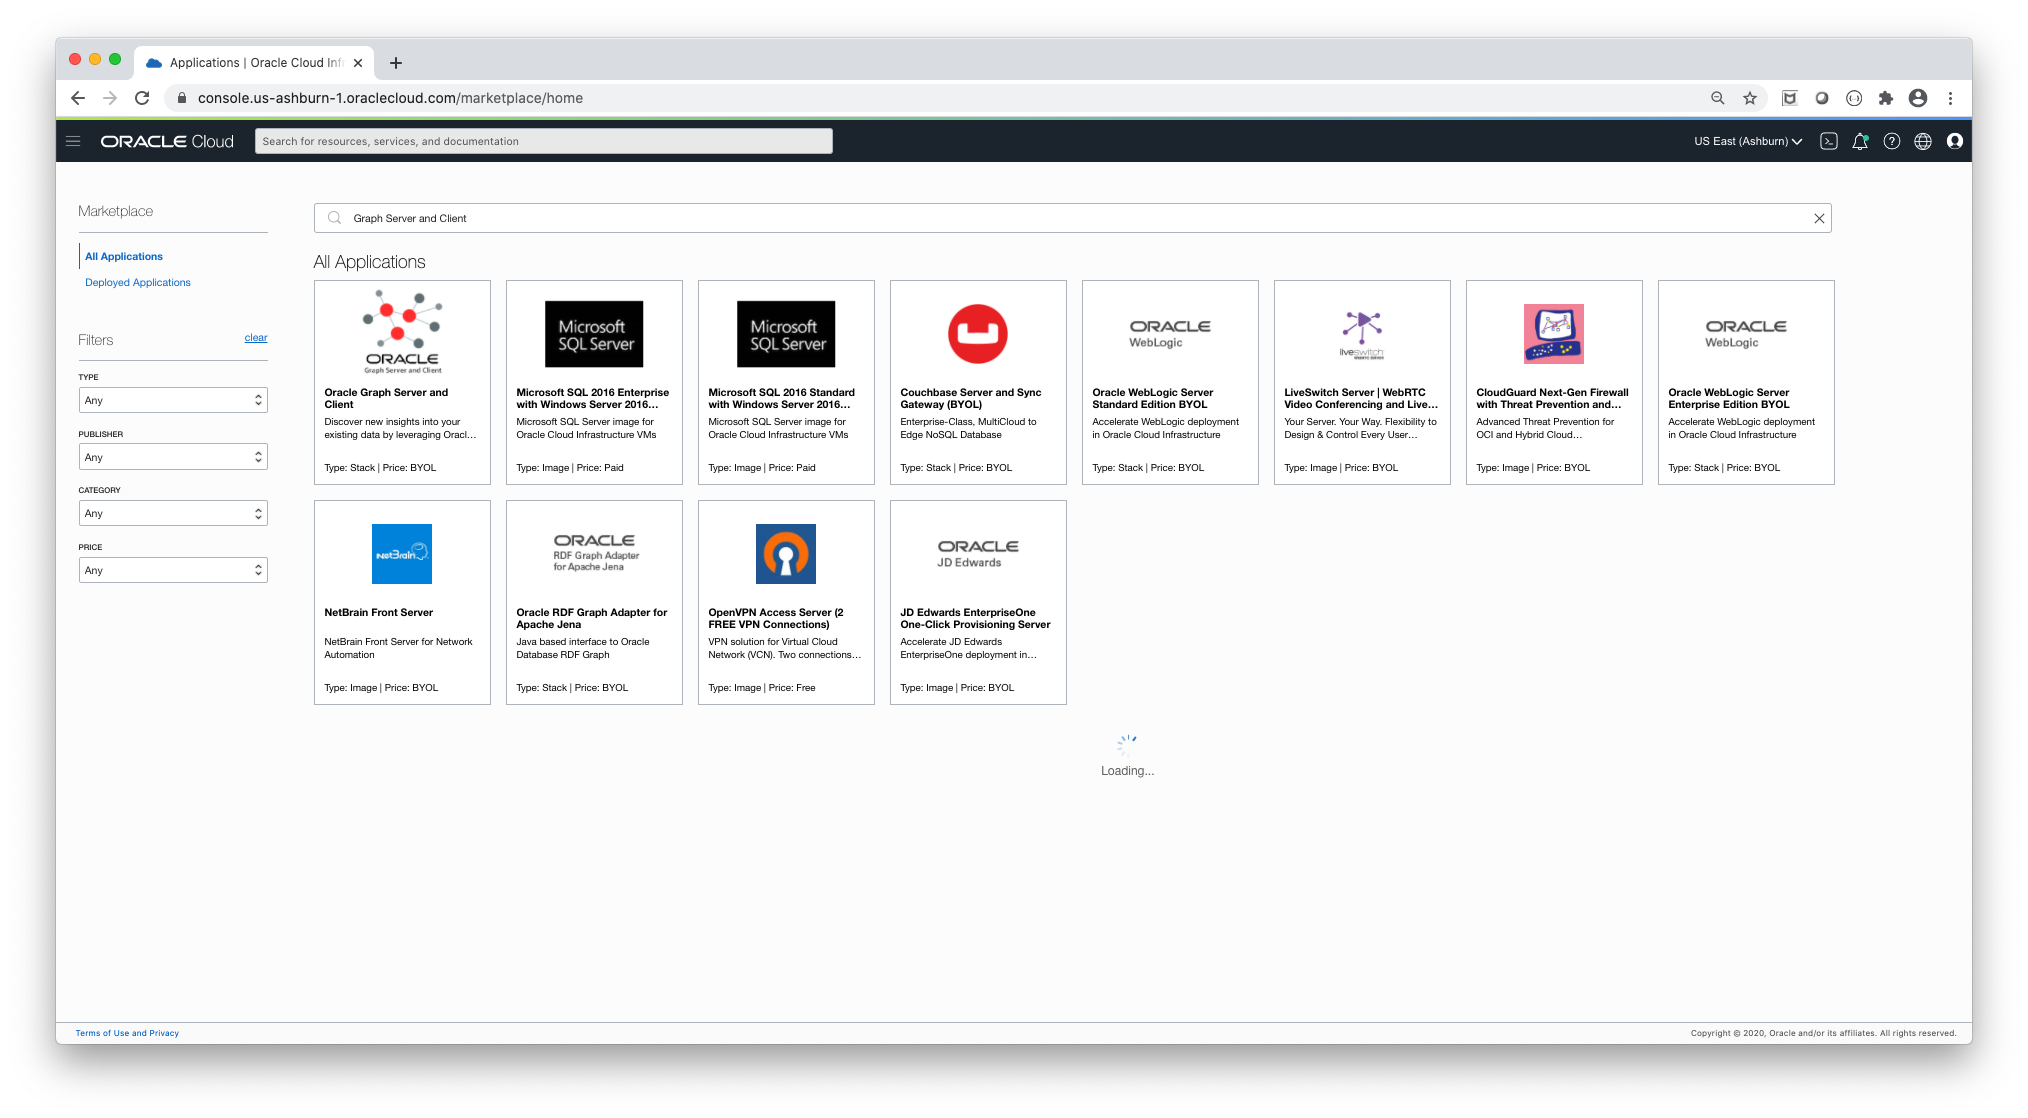 Applications | Oracle Cloud Inf
console.us-ashburn-1.oraclecloud.com/marketplace/home
ORACLE Cloud
Search for resources, services, and documentation
US East (Ashburn)
Marketplace
All Applications
Deployed Applications
Filters
clear
TYPE
Any
PUBLISHER
Any
CATEGORY
Any
PRICE
Any
Graph Server and Client
All Applications
ORACLE
Graph Server and Client
Oracle Graph Server and
Client
Discover new insights into your
existing data by leveraging Oracl...
Type: Stack | Price: BYOL
Microsoft
SQL Server
Microsoft SQL 2016 Enterprise
with Windows Server 2016...
Microsoft SQL Server image for
Oracle Cloud Infrastructure VMs
Type: Image | Price: Paid
Microsoft
SQL Server
Microsoft SQL 2016 Standard
with Windows Server 2016...
Microsoft SQL Server image for
Oracle Cloud Infrastructure VMs
Type: Image | Price: Paid
Couchbase Server and Sync
Gateway (BYOL)
Enterprise-Class, MultiCloud to
Edge NoSQL Database
Type: Stack | Price: BYOL
ORACLE
WebLogic
Oracle WebLogic Server
Standard Edition BYOL
Accelerate WebLogic deployment
in Oracle Cloud Infrastructure
Type: Stack | Price: BYOL
liveswitch
WEBRTC SERVER
LiveSwitch Server | WebRTC
Video Conferencing and Live...
Your Server. Your Way. Flexibility to
Design & Control Every User...
Type: Image | Price: BYOL
CloudGuard Next-Gen Firewall
with Threat Prevention and...
Advanced Threat Prevention for
OCI and Hybrid Cloud...
Type: Image | Price: BYOL
ORACLE
WebLogic
Oracle WebLogic Server
Enterprise Edition BYOL
Accelerate WebLogic deployment
in Oracle Cloud Infrastructure
Type: Stack | Price: BYOL
NetBrain
NetBrain Front Server
NetBrain Front Server for Network
Automation
Type: Image | Price: BYOL
ORACLE
RDF Graph Adapter
for Apache Jena
Oracle RDF Graph Adapter for
Apache Jena
Java based interface to Oracle
Database RDF Graph
Type: Stack | Price: BYOL
OpenVPN Access Server (2
FREE VPN Connections)
VPN solution for Virtual Cloud
Network (VCN). Two connections...
Type: Image | Price: Free
ORACLE
JD Edwards
JD Edwards EnterpriseOne
One-Click Provisioning Server
Accelerate JD Edwards
EnterpriseOne deployment in...
Type: Image | Price: BYOL
Loading...
Terms of Use and Privacy
Copyright © 2020, Oracle and/or its affiliates. All rights reserved.